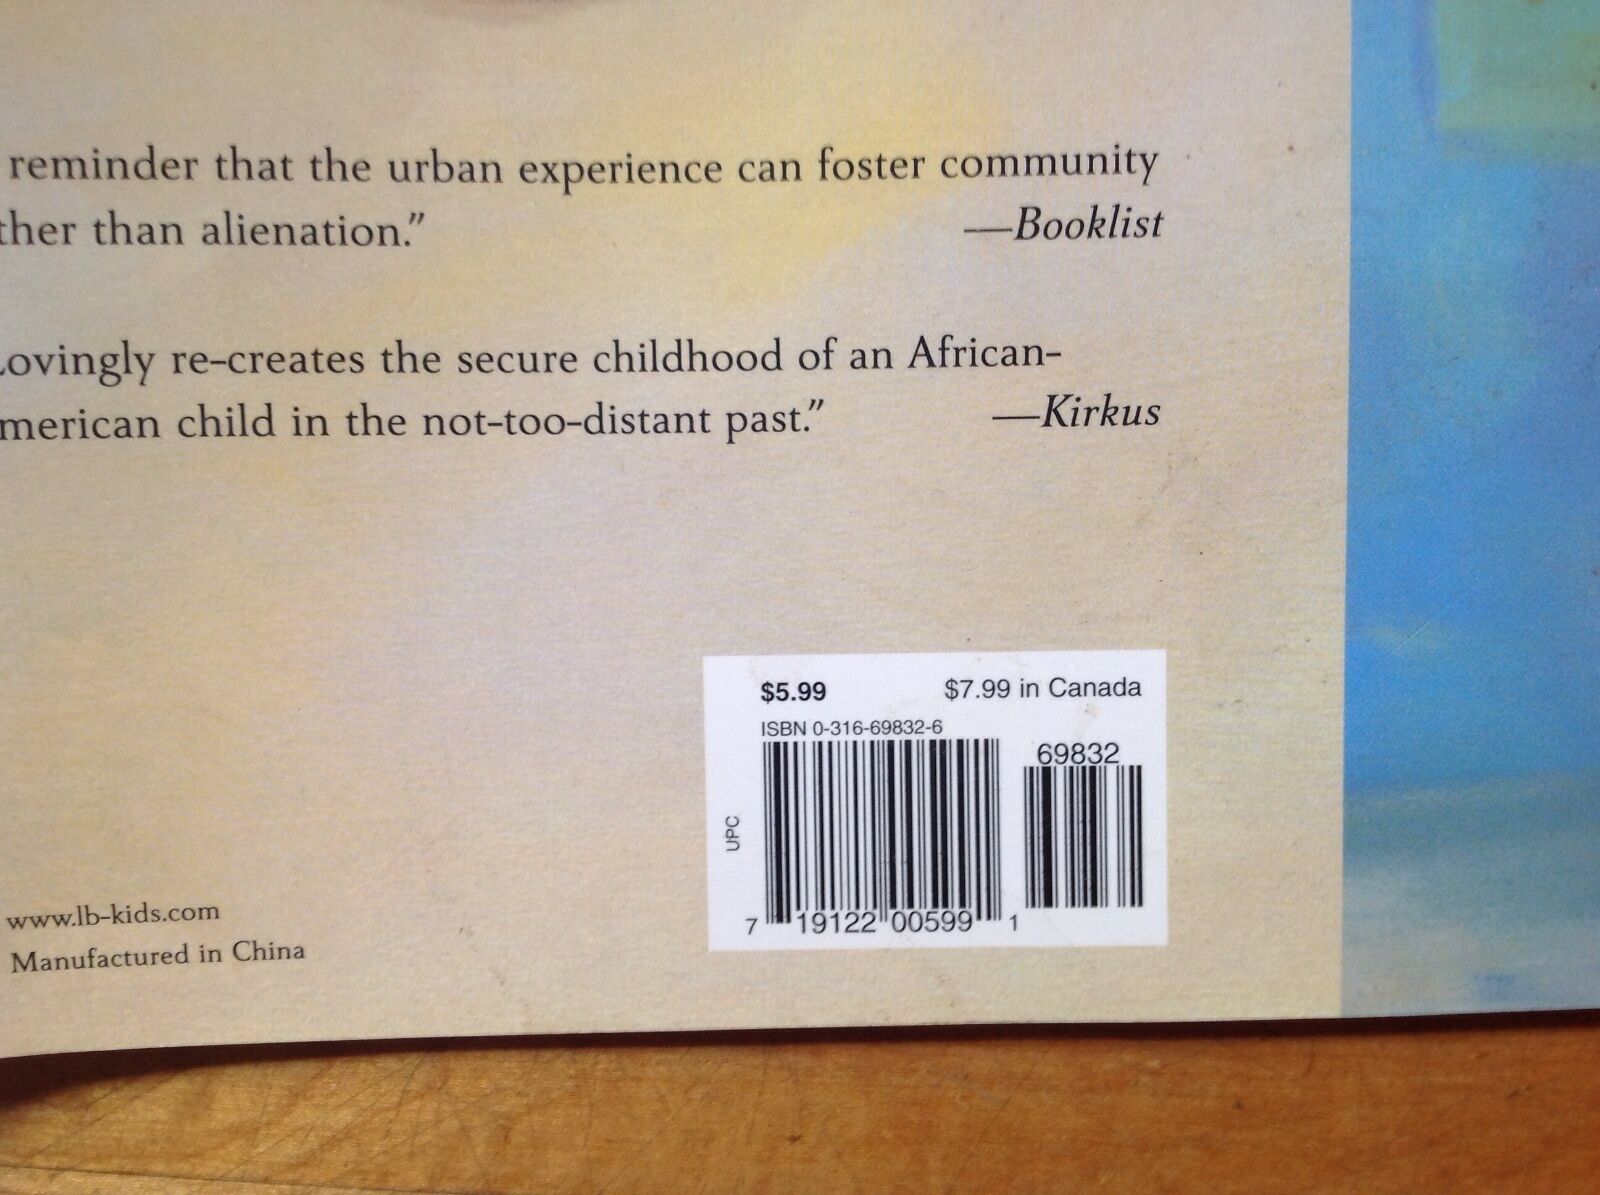 reminder that the urban experience can foster community
ther than alienation.”
—Booklist
ovingly re-creates the secure childhood of an African-
merican child in the not-too-distant past.”
—Kirkus
$5.99 $7.99 in Canada
ISBN 0-316-69832-6
69832
UPC
7 19122 00599 1
www.lb-kids.com
Manufactured in China